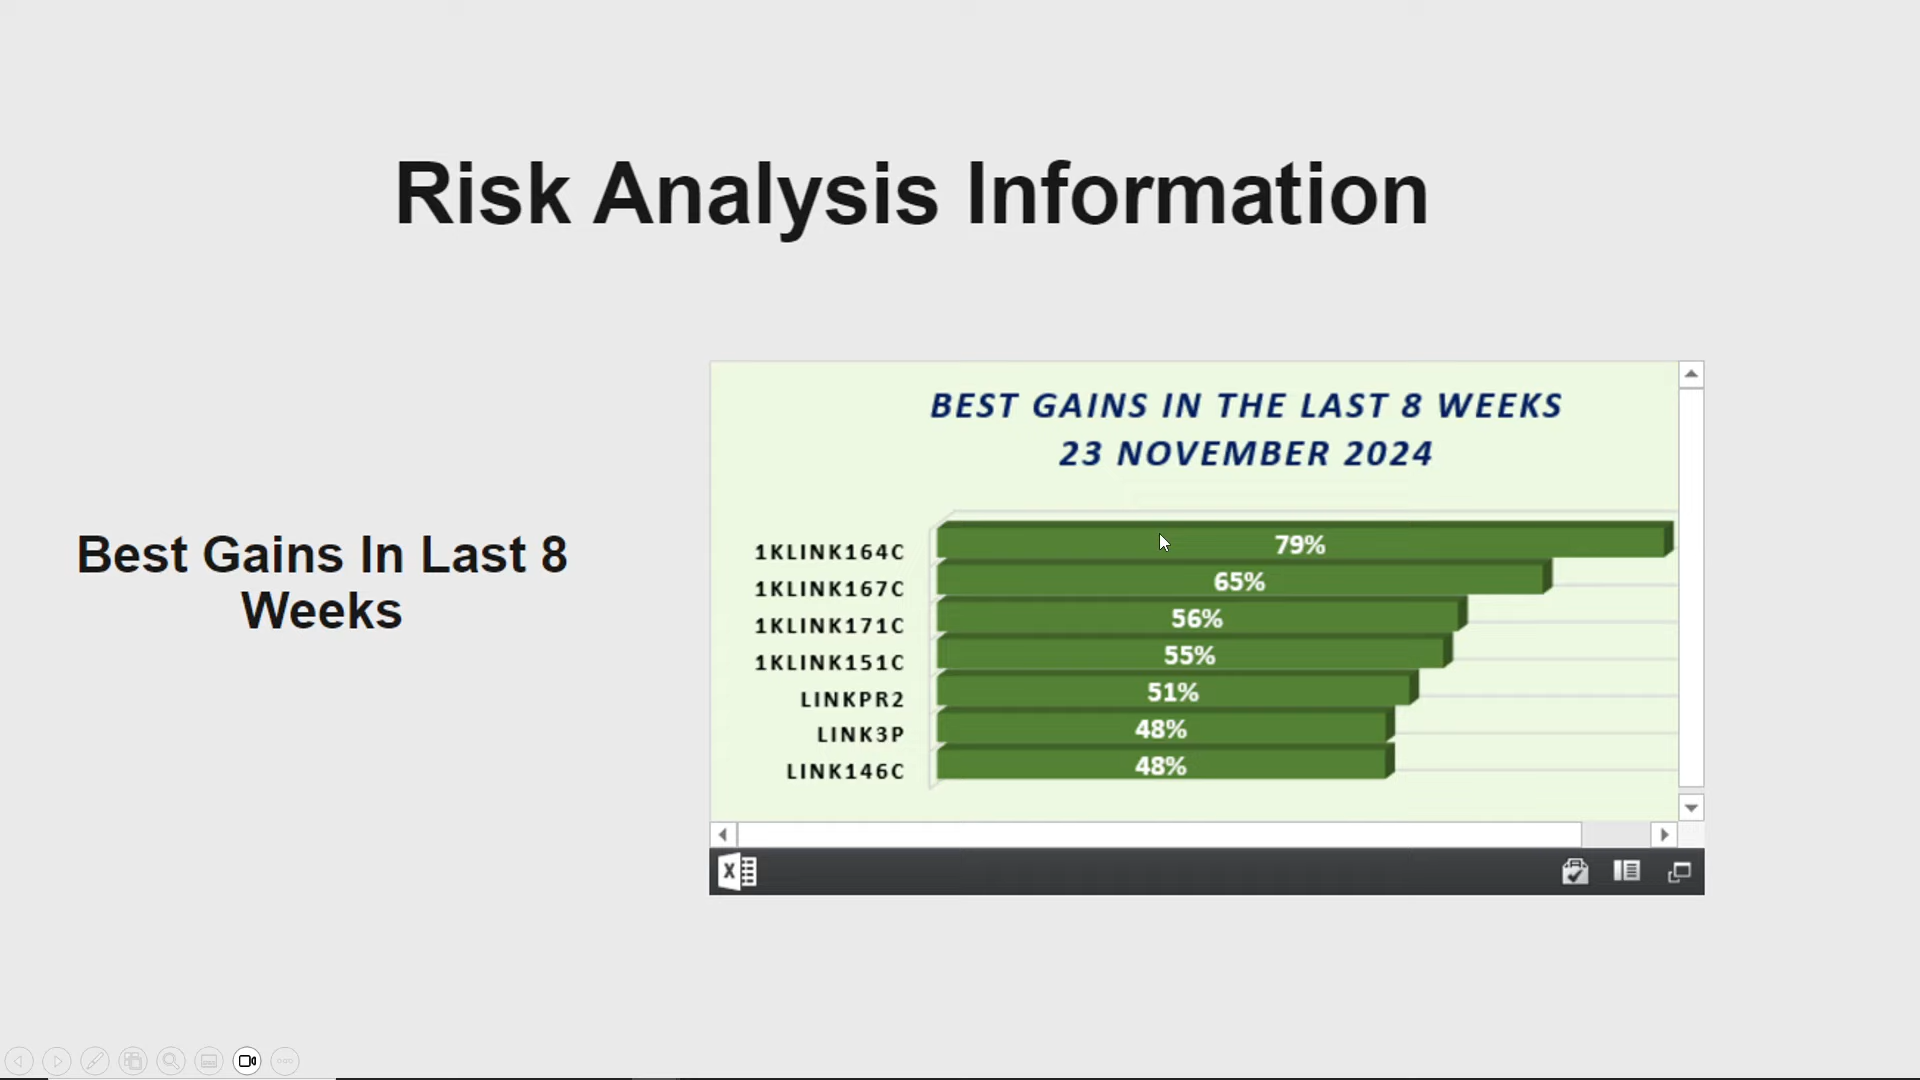 Risk Analysis Information
Best Gains In Last 8
Weeks
BEST GAINS IN THE LAST 8 WEEKS
23 NOVEMBER 2024
1KLINK164C 79%
1KLINK167C 65%
1KLINK171C 56%
1KLINK151C 55%
LINKPR2 51%
LINK3P 48%
LINK146C 48%